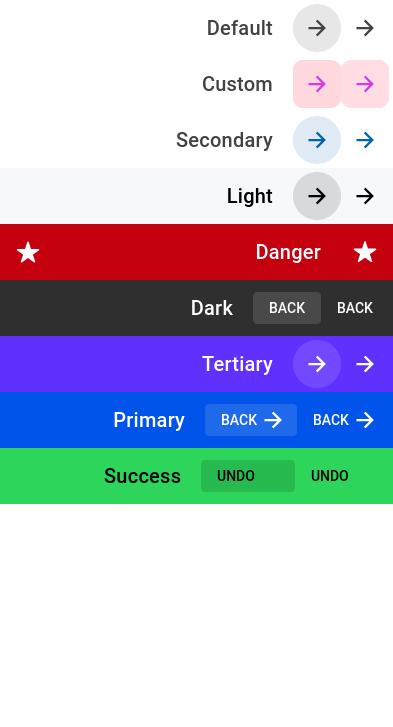 Default
Custom
Secondary
Light
Danger
Dark BACK BACK
Tertiary
Primary BACK BACK
Success UNDO UNDO